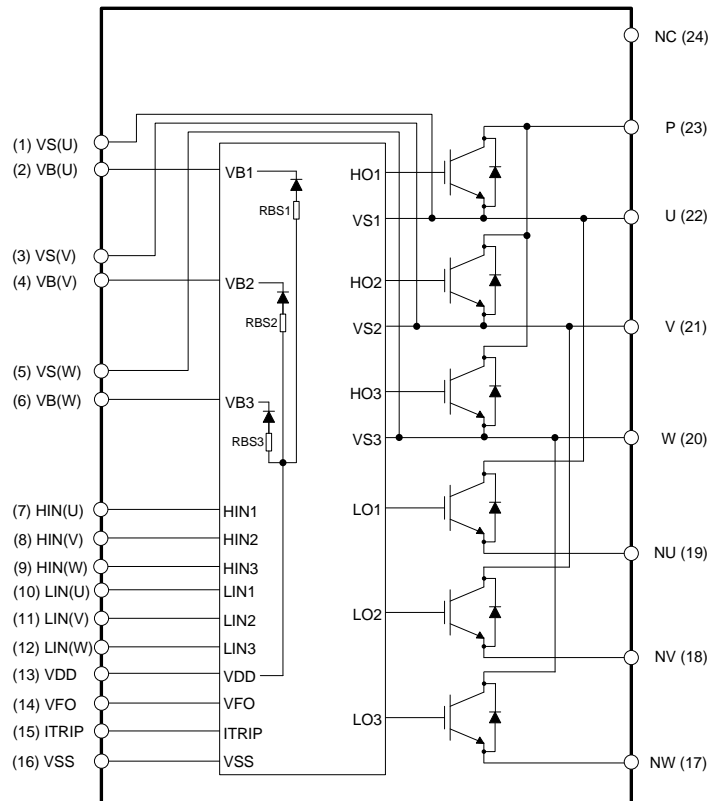 NC (24)
(1) VS(U)
(2) VB(U)
(3) VS(V)
(4) VB(V)
(5) VS(W)
(6) VB(W)
(7) HIN(U)
(8) HIN(V)
(9) HIN(W)
(10) LIN(U)
(11) LIN(V)
(12) LIN(W)
(13) VDD
(14) VFO
(15) ITRIP
(16) VSS
VB1
RBS1
VB2
RBS2
VB3
RBS3
HIN1
HIN2
HIN3
LIN1
LIN2
LIN3
VDD
VFO
ITRIP
VSS
HO1
VS1
HO2
VS2
HO3
VS3
LO1
LO2
LO3
P (23)
U (22)
V (21)
W (20)
NU (19)
NV (18)
NW (17)